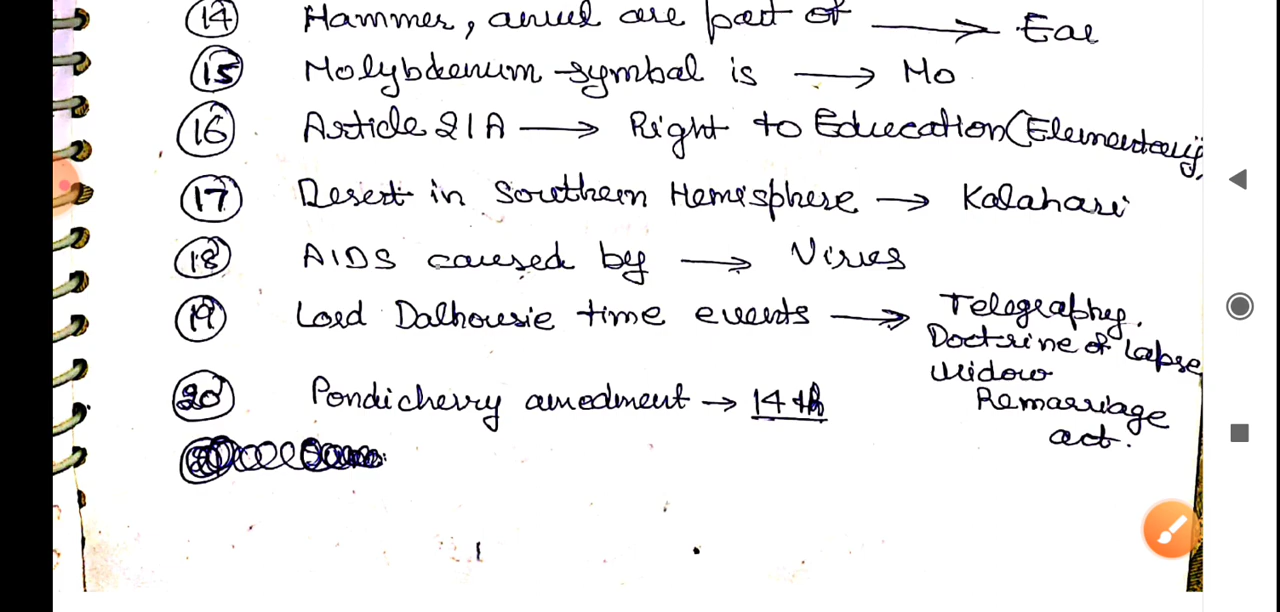 14 Hammer, anvil are part of → Ear
15 Molybdenum symbal is → Mo
16 Article 21A → Right to Education (Elementary)
17 Desert in Southern Hemisphere → Kalahari
18 AIDS caused by → Virus
19 Lord Dalhousie time events → Telegraphy.
Doctrine of lapse
Widow
Remarriage
act.
20 Pondicherry amedment → 14th